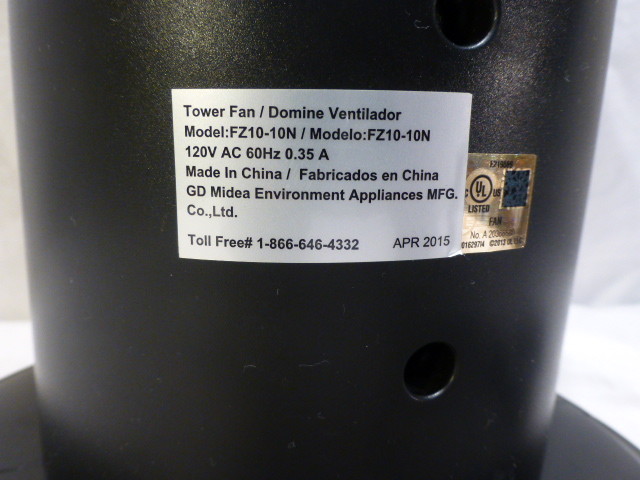 Tower Fan / Domine Ventilador
Model:FZ10-10N / Modelo:FZ10-10N
120V AC 60Hz 0.35 A
Made In China / Fabricados en China
GD Midea Environment Appliances MFG.
Co.,Ltd.
Toll Free# 1-866-646-4332 APR 2015
C UL US
LISTED
FAN
No.